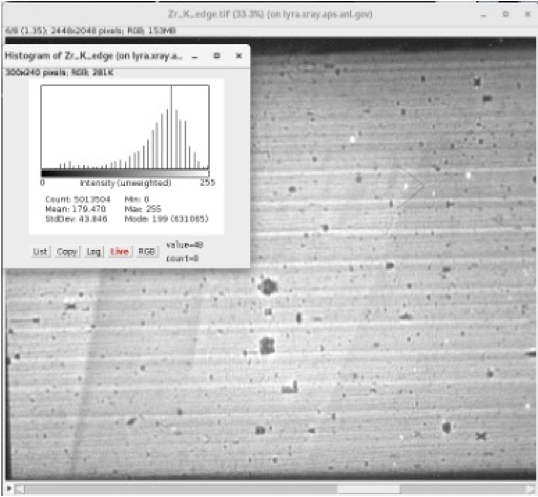 Zr_K_edge.tif (33.3%) (on lyra.xray.aps.anl.gov)
6/8 (1.35); 2448x2048 pixels; RGB; 153MB
Histogram of Zr_K_edge (on lyra.xray.a...
300x240 pixels; RGB; 281K
0 Intensity (unweighted) 255
Count: 5013504 Min: 0
Mean: 179.470 Max: 255
StdDev: 43.846 Mode: 199 (631065)
List Copy Log Live RGB value=48
count=0